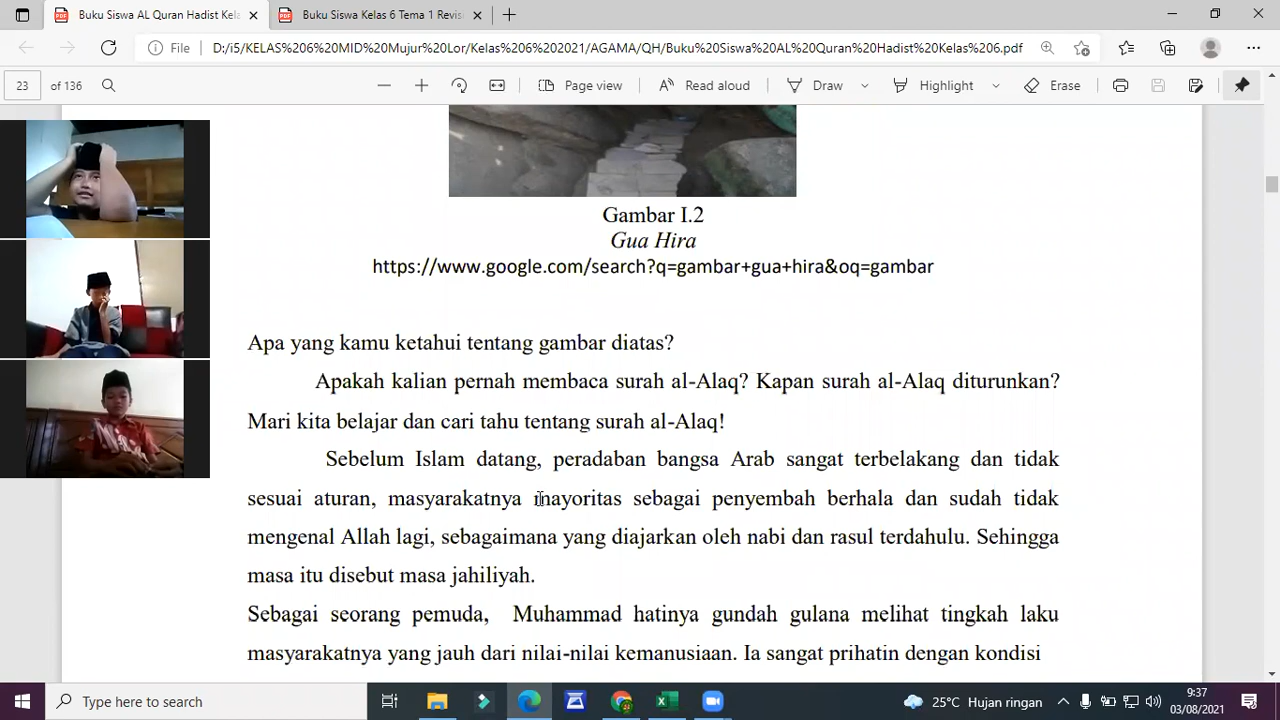 Buku Siswa AL Quran Hadist Kela
Buku Siswa Kelas 6 Tema 1 Revis
File
D:/i5/KELAS%206%20MID%20Mujur%20Lor/Kelas%206%202021/AGAMA/QH/Buku%20Siswa%20AL%20Quran%20Hadist%20Kelas%206.pdf
23 of 136
Page view
Read aloud
Draw
Highlight
Erase
Gambar I.2
Gua Hira
https://www.google.com/search?q=gambar+gua+hira&oq=gambar
Apa yang kamu ketahui tentang gambar diatas?
Apakah kalian pernah membaca surah al-Alaq? Kapan surah al-Alaq diturunkan?
Mari kita belajar dan cari tahu tentang surah al-Alaq!
Sebelum Islam datang, peradaban bangsa Arab sangat terbelakang dan tidak
sesuai aturan, masyarakatnya mayoritas sebagai penyembah berhala dan sudah tidak
mengenal Allah lagi, sebagaimana yang diajarkan oleh nabi dan rasul terdahulu. Sehingga
masa itu disebut masa jahiliyah.
Sebagai seorang pemuda, Muhammad hatinya gundah gulana melihat tingkah laku
masyarakatnya yang jauh dari nilai-nilai kemanusiaan. Ia sangat prihatin dengan kondisi
Type here to search
25°C Hujan ringan
9:37
03/08/2021